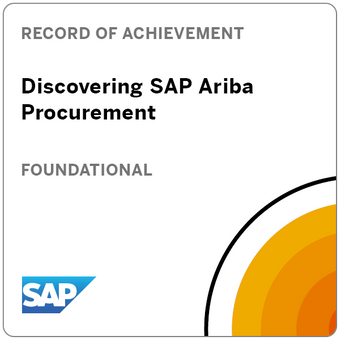 RECORD OF ACHIEVEMENT
Discovering SAP Ariba
Procurement
FOUNDATIONAL
SAP